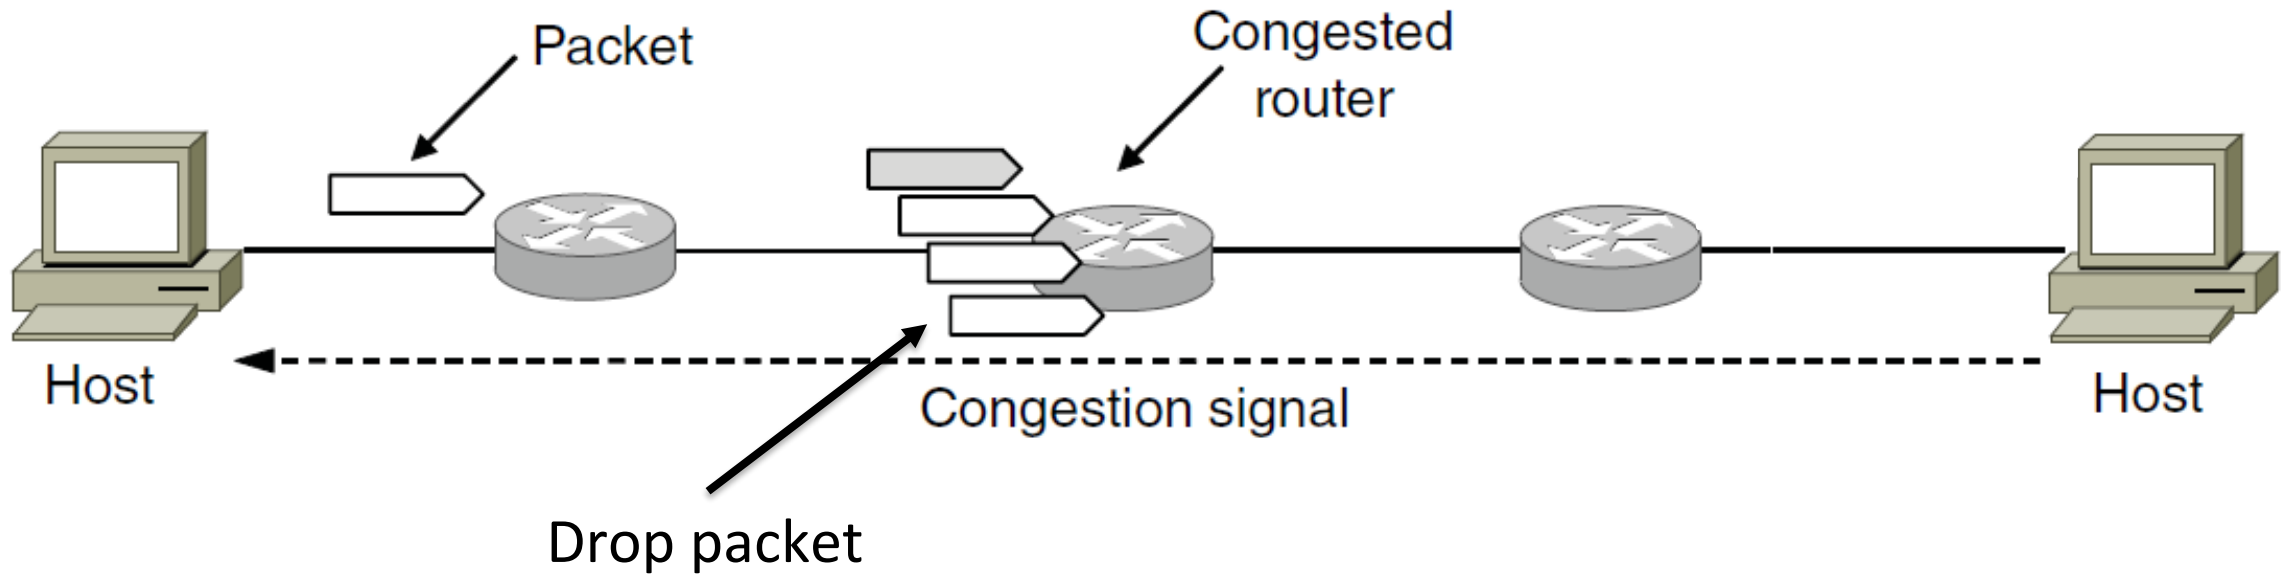 Packet
Congested
router
Host
Congestion signal
Host
Drop packet